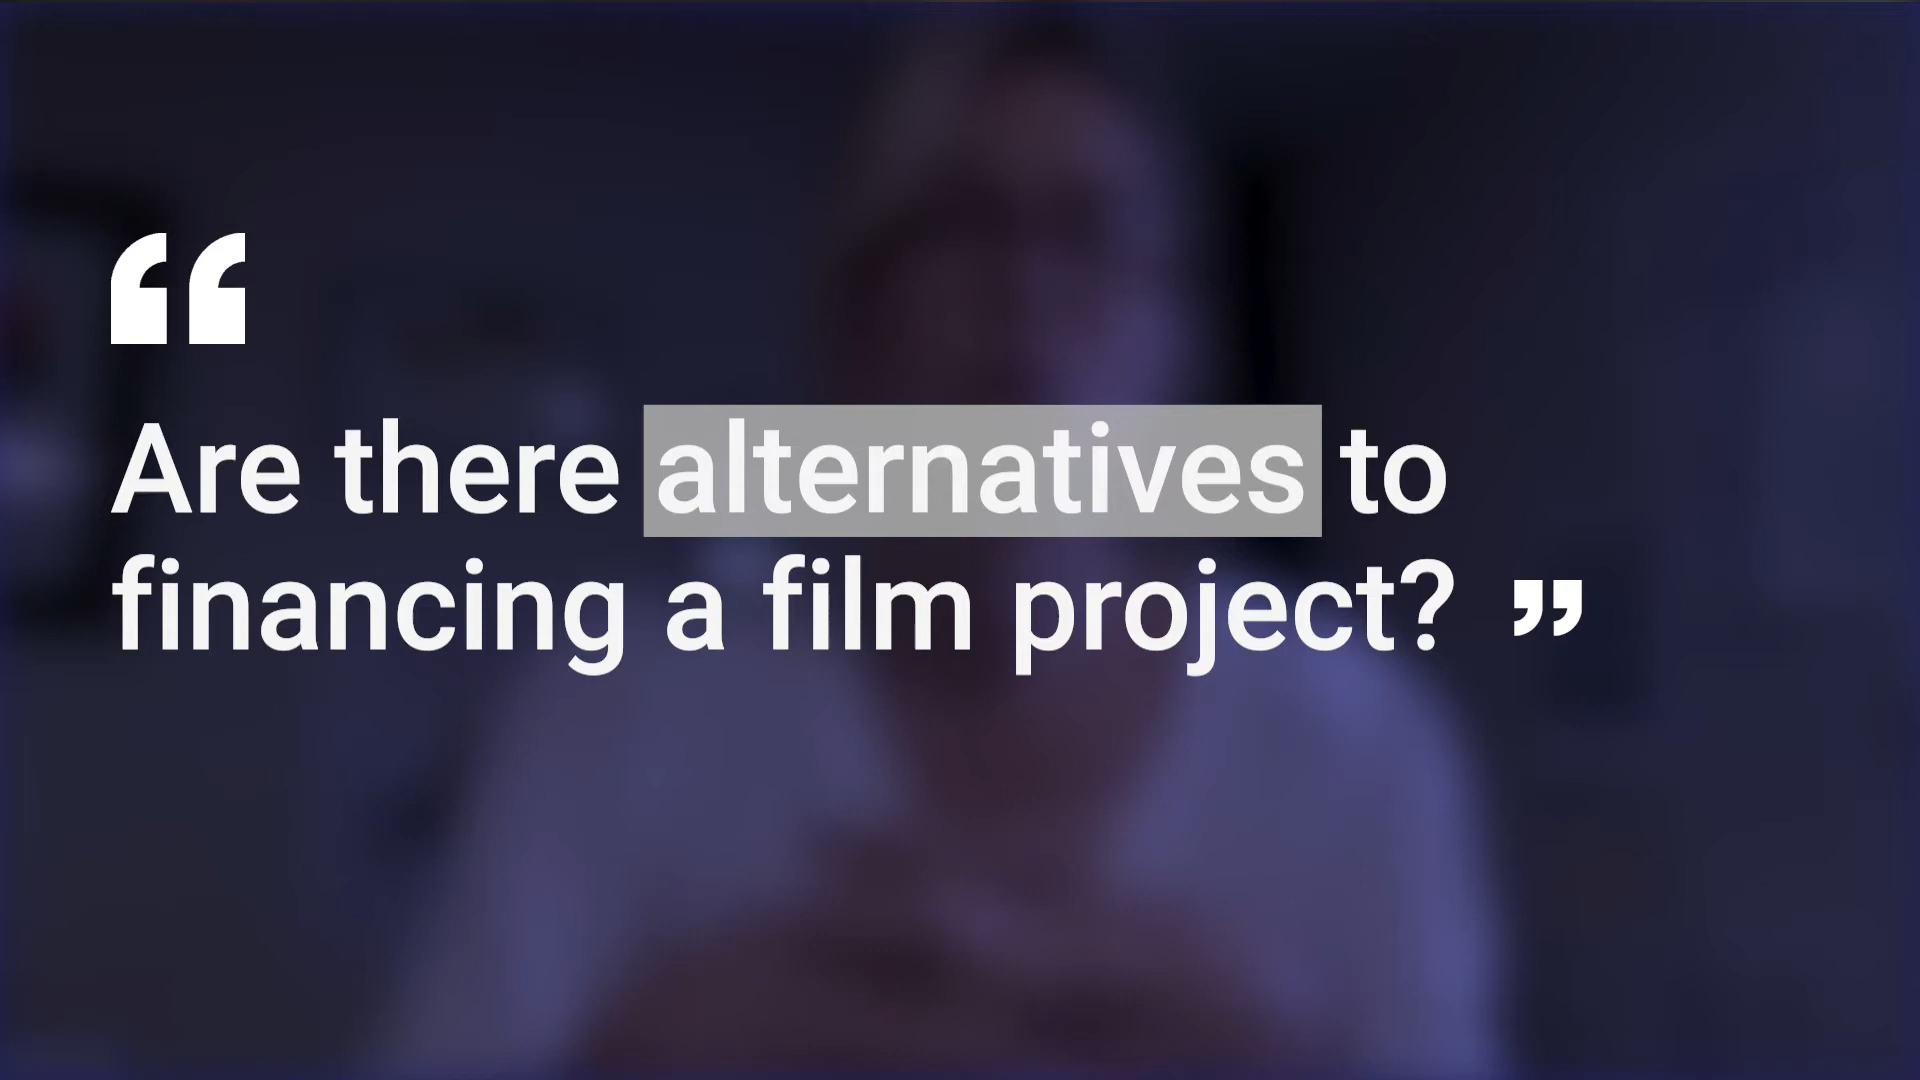 “
Are there alternatives to
financing a film project? ”